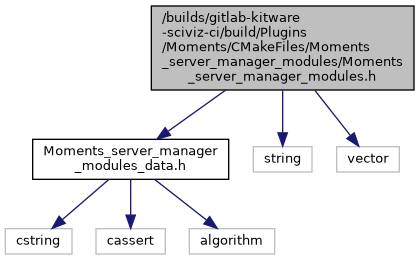 /builds/gitlab-kitware
-sciviz-ci/build/Plugins
/Moments/CMakeFiles/Moments
_server_manager_modules/Moments
_server_manager_modules.h
Moments_server_manager
_modules_data.h
string
vector
cstring
cassert
algorithm